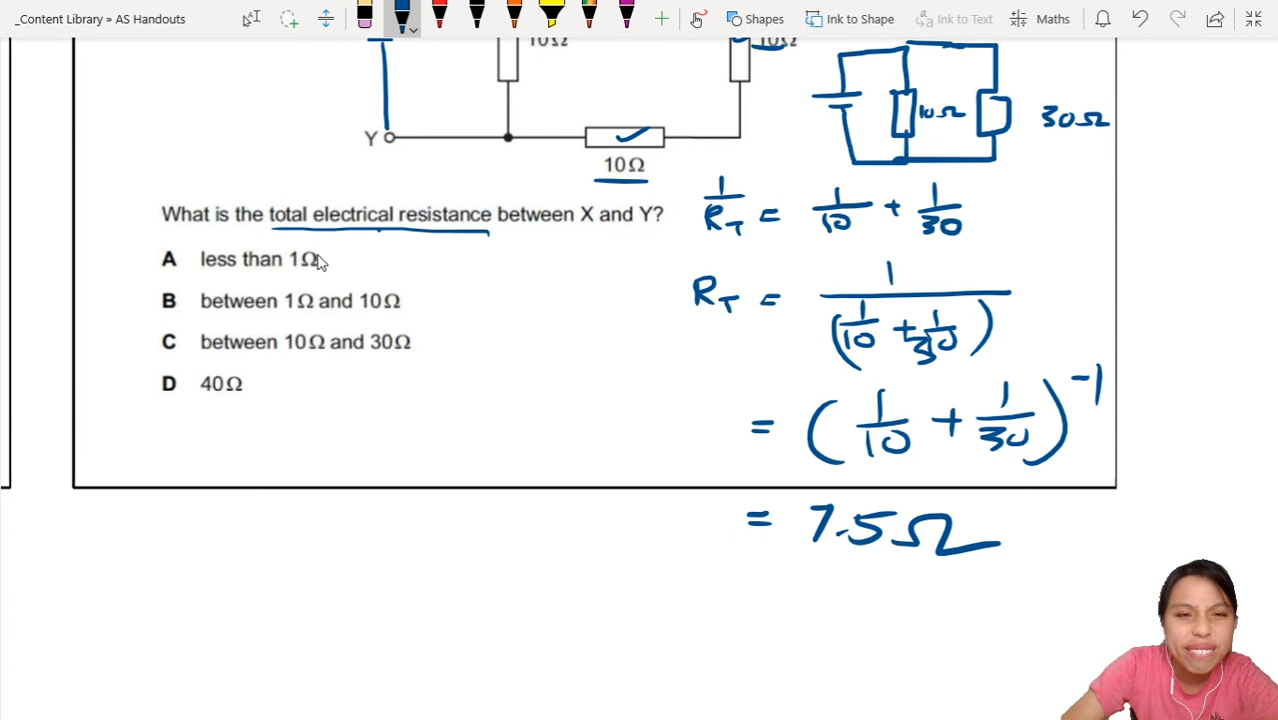 _Content Library » AS Handouts
Shapes
Ink to Shape
Ink to Text
Maths
10Ω
10Ω
10Ω
30Ω
Y
10Ω
What is the total electrical resistance between X and Y?
A less than 1Ω
B between 1Ω and 10Ω
C between 10Ω and 30Ω
D 40Ω
1/R_T = 1/10 + 1/30
R_T = 1/(1/10 + 1/30)
= (1/10 + 1/30)^-1
= 7.5Ω